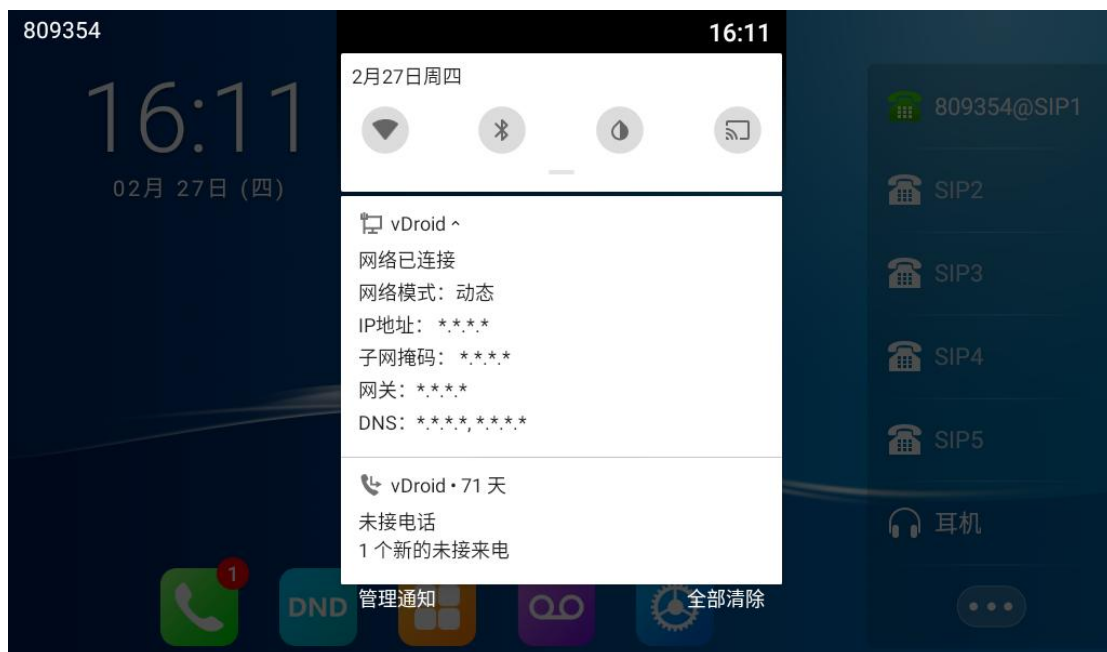 809354
16:11
16:11
02月 27日 (四)
2月27日周四
vDroid
网络已连接
网络模式：动态
IP地址： *.*.*.*
子网掩码： *.*.*.*
网关：*.*.*.*
DNS：*.*.*.*, *.*.*.*
vDroid • 71 天
未接电话
1 个新的未接来电
管理通知
全部清除
809354@SIP1
SIP2
SIP3
SIP4
SIP5
耳机
1
DND